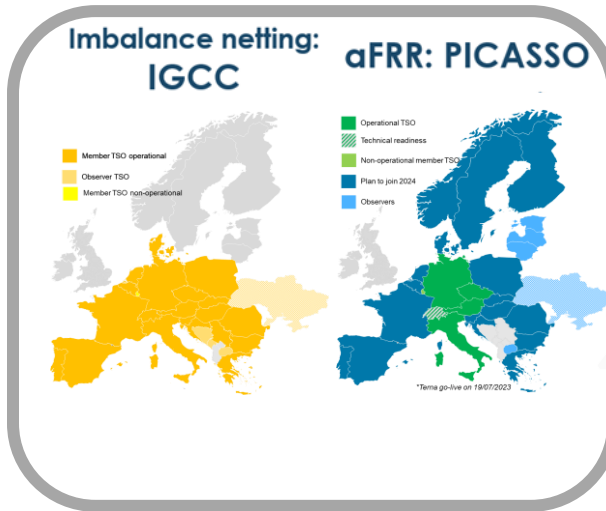 Imbalance netting:
IGCC
Member TSO operational
Observer TSO
Member TSO non-operational
aFRR: PICASSO
Operational TSO
Technical readiness
Non-operational member TSO
Plan to join 2024
Observers
*Terna go-live on 19/07/2023